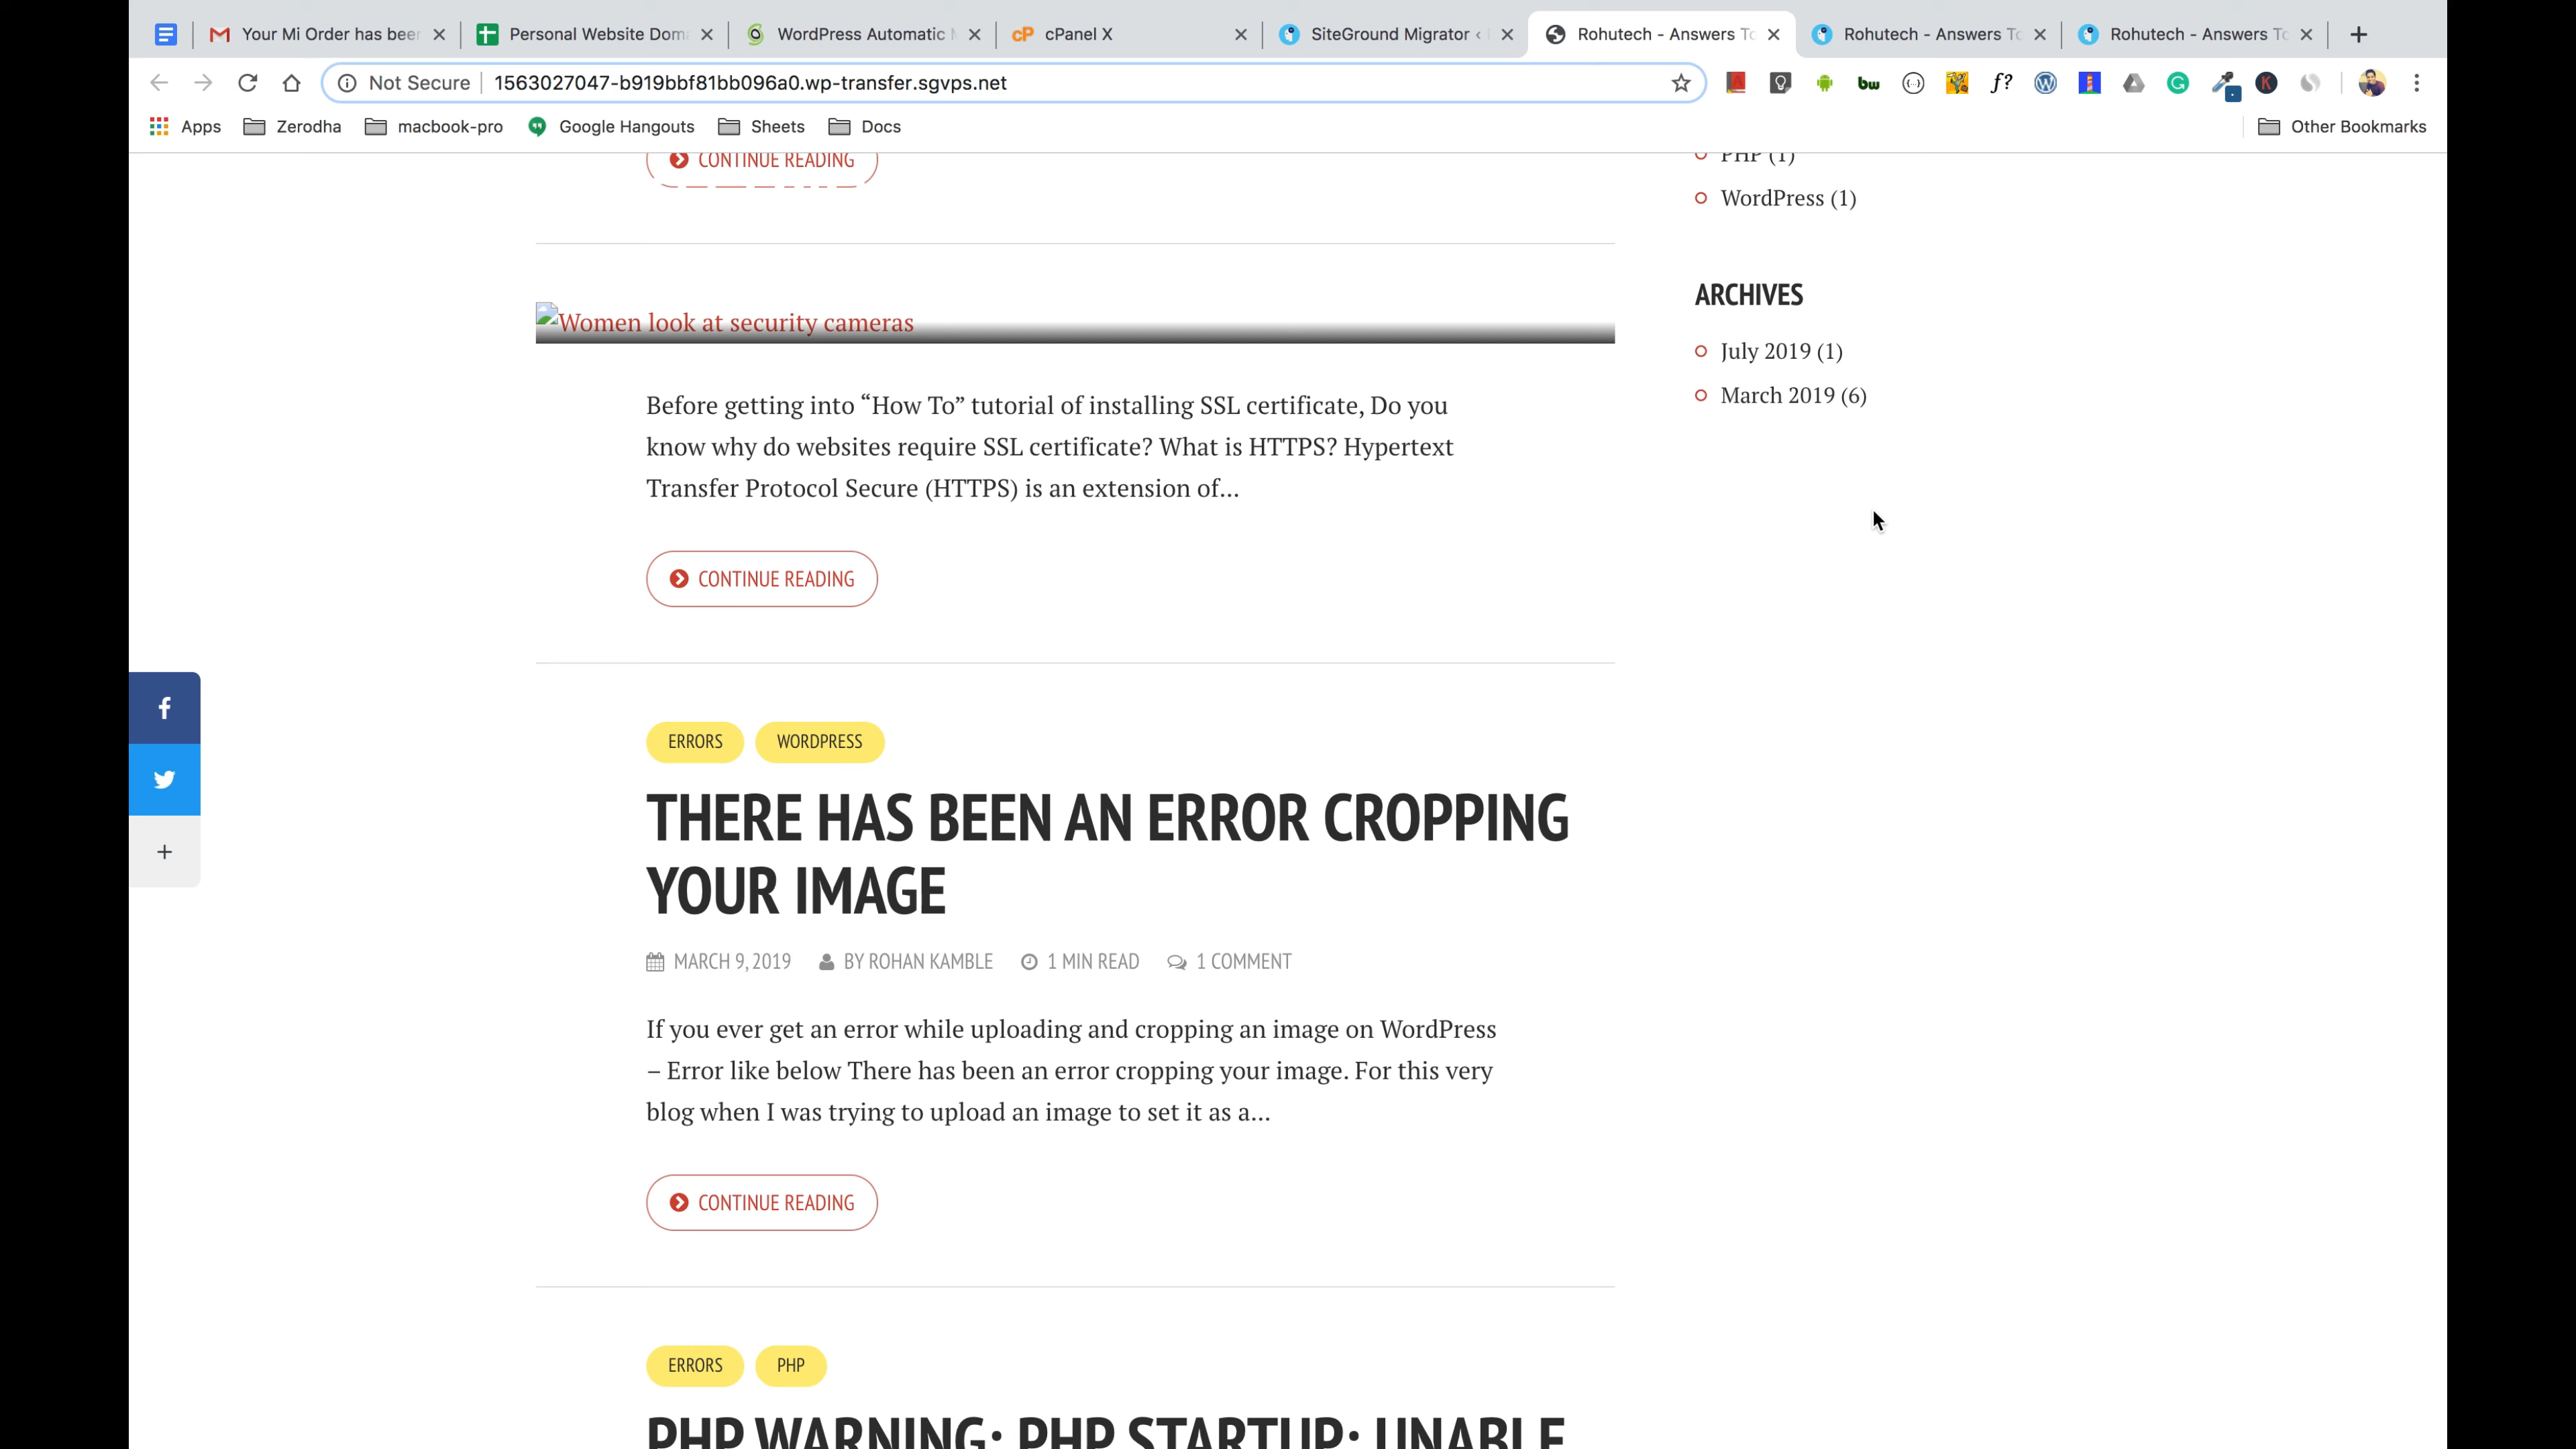 Your Mi Order has been
Personal Website Dom
WordPress Automatic M
cP cPanel X
SiteGround Migrator ‹
Rohutech - Answers To
Rohutech - Answers To
Rohutech - Answers To
Not Secure
1563027047-b919bbf81bb096a0.wp-transfer.sgvps.net
bw
f?
K
Apps
Zerodha
macbook-pro
Google Hangouts
Sheets
Docs
Other Bookmarks
CONTINUE READING
PHP (1)
WordPress (1)
ARCHIVES
July 2019 (1)
March 2019 (6)
Women look at security cameras
Before getting into “How To” tutorial of installing SSL certificate, Do you
know why do websites require SSL certificate? What is HTTPS? Hypertext
Transfer Protocol Secure (HTTPS) is an extension of...
CONTINUE READING
ERRORS
WORDPRESS
THERE HAS BEEN AN ERROR CROPPING
YOUR IMAGE
MARCH 9, 2019
BY ROHAN KAMBLE
1 MIN READ
1 COMMENT
If you ever get an error while uploading and cropping an image on WordPress
– Error like below There has been an error cropping your image. For this very
blog when I was trying to upload an image to set it as a...
CONTINUE READING
ERRORS
PHP
PHP WARNING: PHP STARTUP: UNABLE